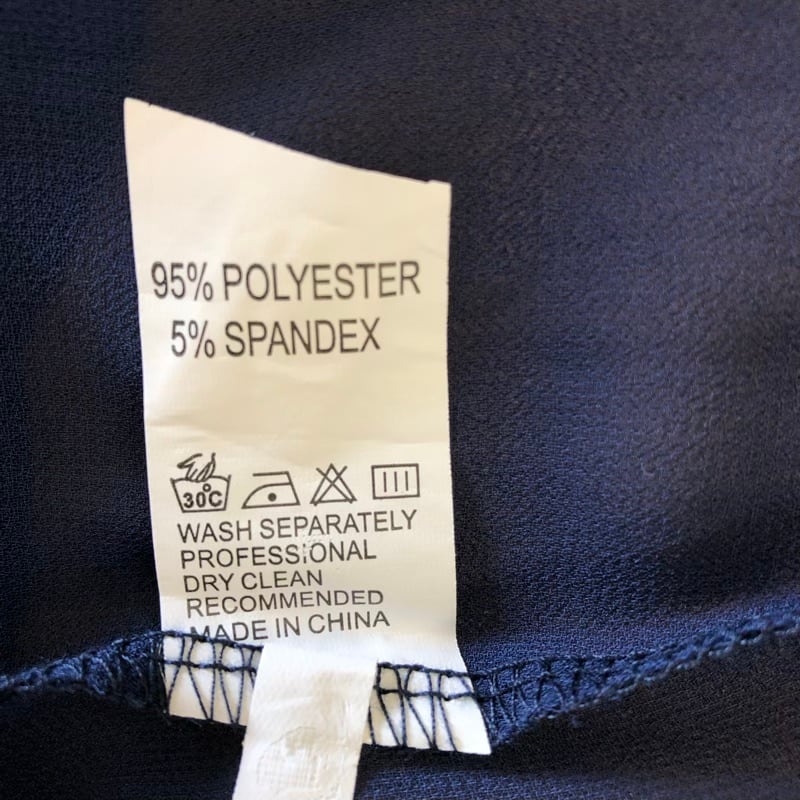 95% POLYESTER
5% SPANDEX
30°C
WASH SEPARATELY
PROFESSIONAL
DRY CLEAN
RECOMMENDED
MADE IN CHINA